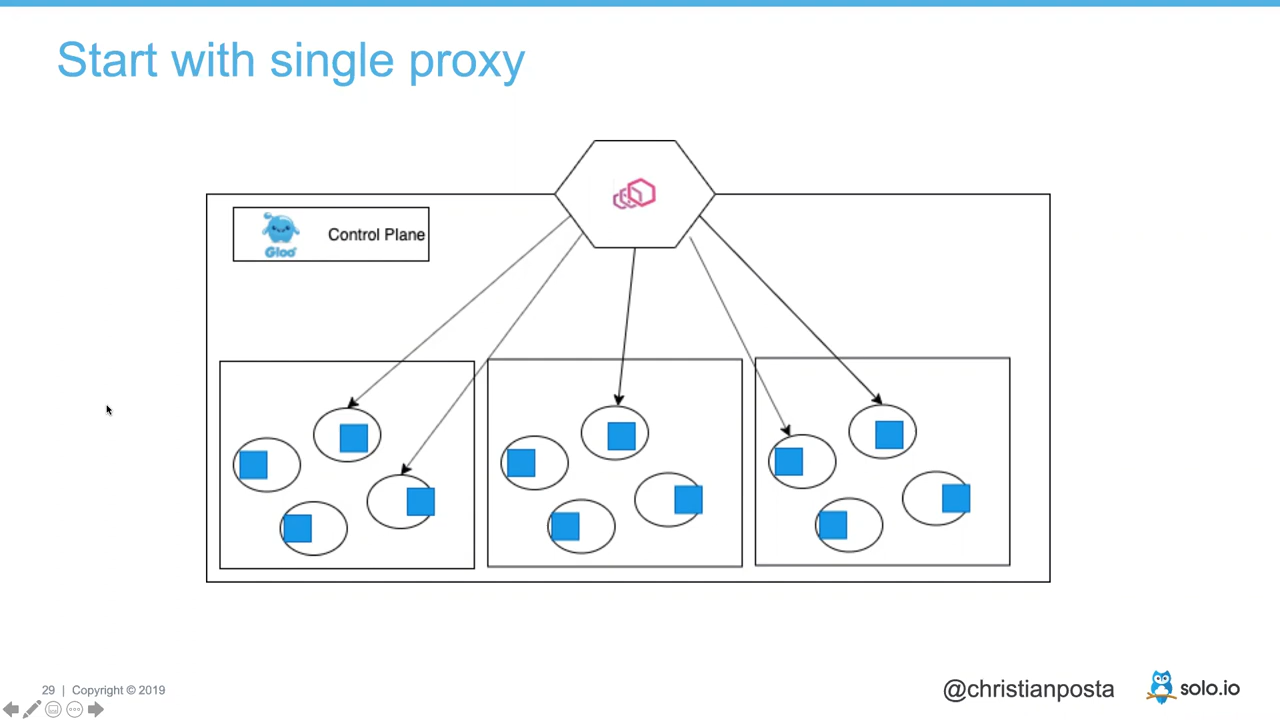 Start with single proxy
Gloo
Control Plane
29 | Copyright © 2019
@christianposta
solo.io